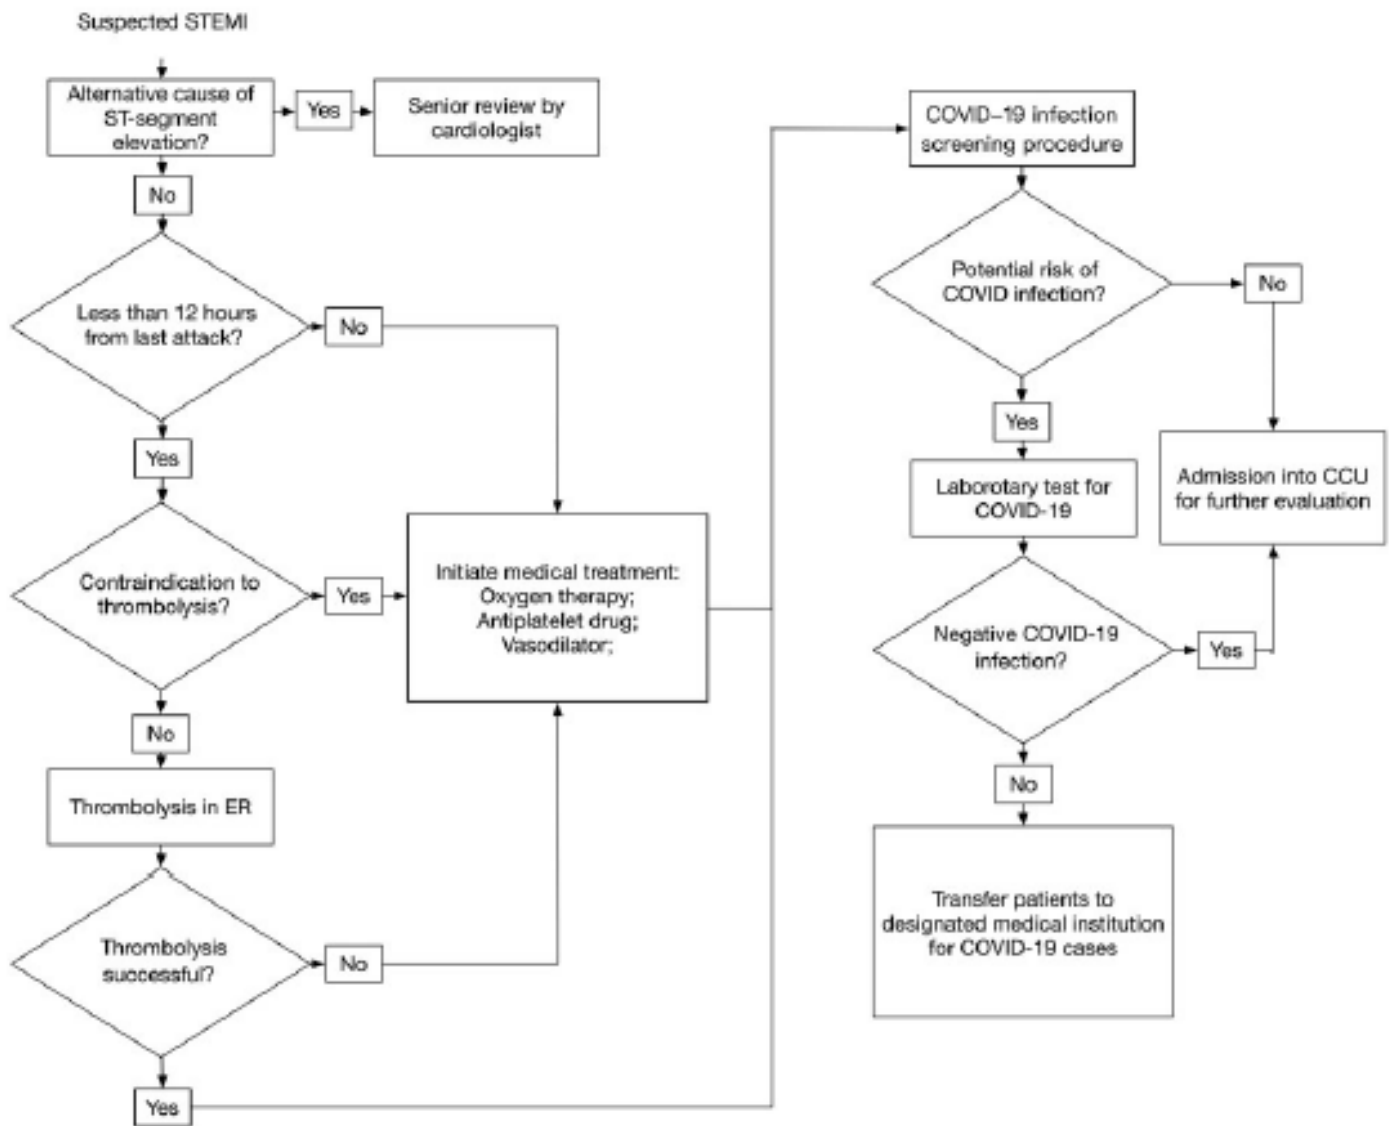 Suspected STEMI
Alternative cause of
ST-segment
elevation?
Yes
Senior review by
cardiologist
No
Less than 12 hours
from last attack?
No
Yes
Contraindication to
thrombolysis?
Yes
Initiate medical treatment:
Oxygen therapy;
Antiplatelet drug;
Vasodilator;
No
Thrombolysis in ER
Thrombolysis
successful?
No
Yes
COVID–19 infection
screening procedure
Potential risk of
COVID infection?
No
Yes
Laborotary test for
COVID-19
Admission into CCU
for further evaluation
Negative COVID-19
infection?
Yes
No
Transfer patients to
designated medical institution
for COVID-19 cases